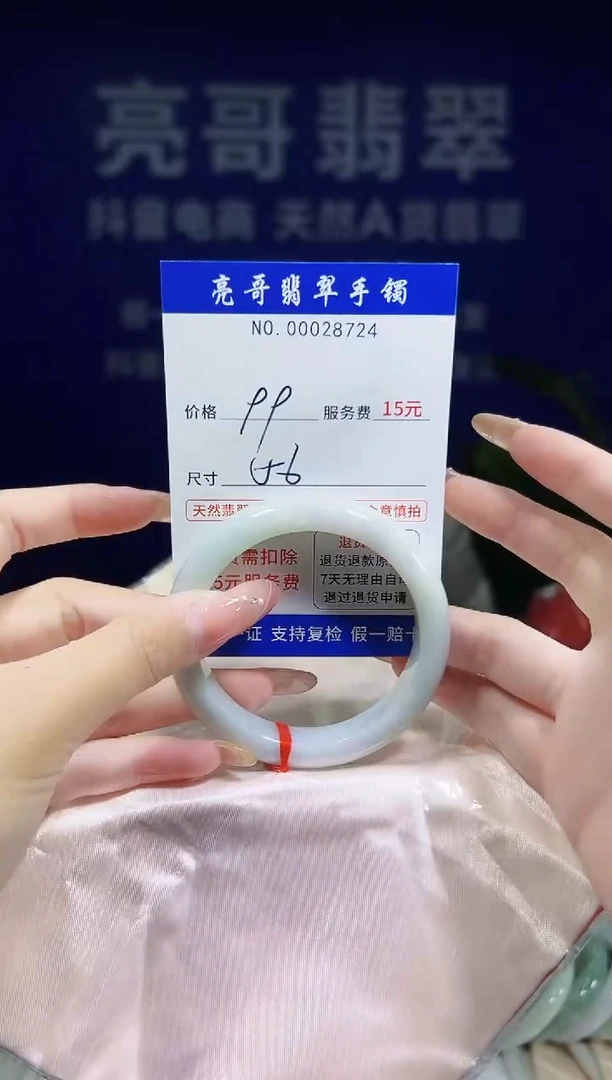 亮哥翡翠
抖音电商 天然A货翡翠
亮哥翡翠手镯
NO.00028724
价格 99 服务费 15元
尺寸 56
天然翡 意慎拍
需扣除
5元服务费
退
退货退款原
7天无理由自
退过退货申请
证 支持复检 假一赔十